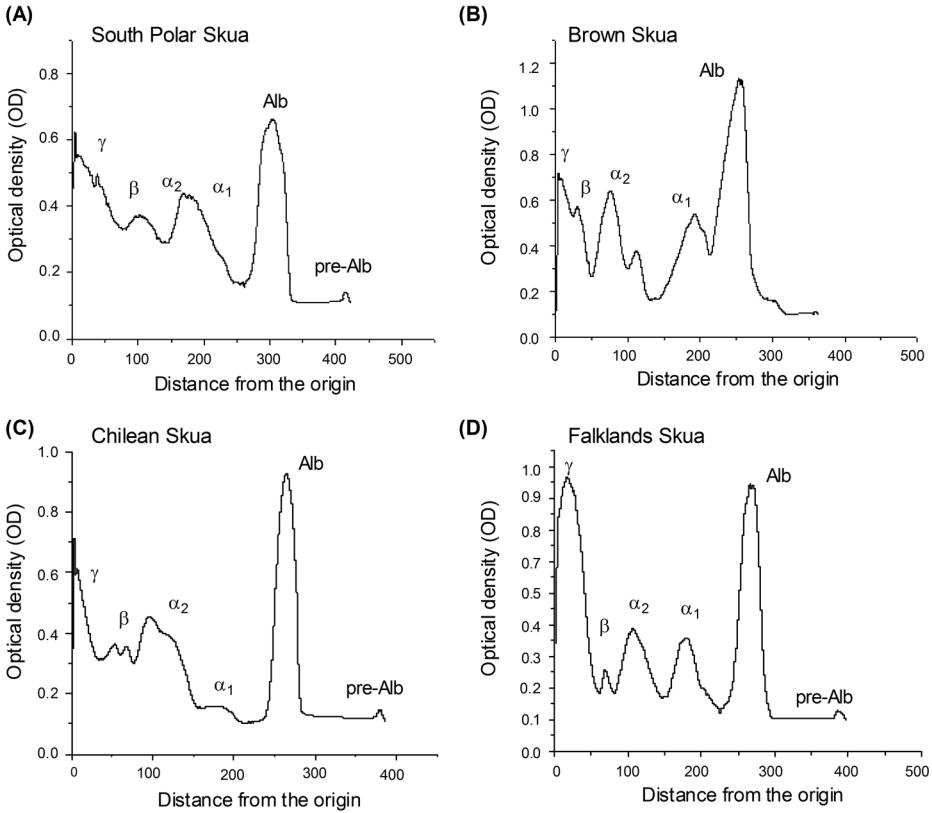 (A)
South Polar Skua
Optical density (OD)
0.8
0.6
0.4
0.2
0.0
γ
β
α2
α1
Alb
pre-Alb
0 100 200 300 400 500
Distance from the origin
(B)
Brown Skua
Optical density (OD)
1.2
1.0
0.8
0.6
0.4
0.2
0.0
γ
β
α2
α1
Alb
0 100 200 300 400 500
Distance from the origin
(C)
Chilean Skua
Optical density (OD)
1.0
0.8
0.6
0.4
0.2
0.0
γ
β
α2
α1
Alb
pre-Alb
0 100 200 300 400
Distance from the origin
(D)
Falklands Skua
Optical density (OD)
1.0
0.9
0.8
0.7
0.6
0.5
0.4
0.3
0.2
0.1
0.0
γ
β
α2
α1
Alb
pre-Alb
0 100 200 300 400 500
Distance from the origin